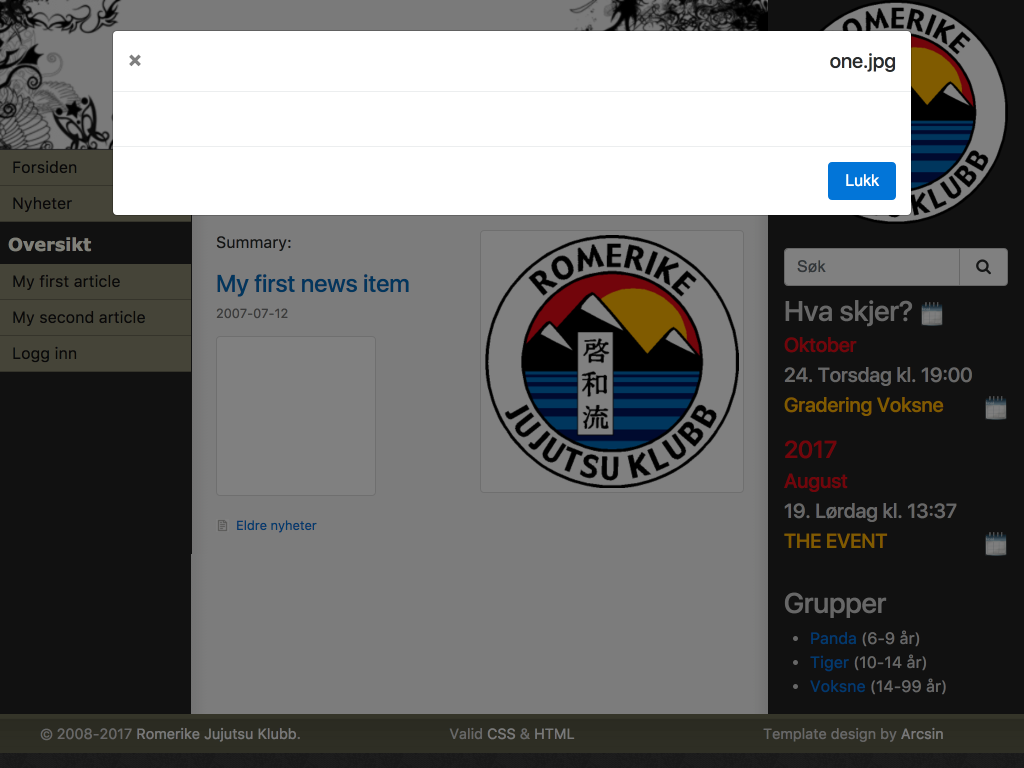 × one.jpg
Lukk
ROMERIKE
KLUBB
Forsiden
Nyheter
Oversikt
My first article
My second article
Logg inn
Summary:
My first news item
2007-07-12
Eldre nyheter
ROMERIKE
啓和流
JUJUTSU KLUBB
Søk
Hva skjer?
Oktober
24. Torsdag kl. 19:00
Gradering Voksne
2017
August
19. Lørdag kl. 13:37
THE EVENT
Grupper
• Panda (6-9 år)
• Tiger (10-14 år)
• Voksne (14-99 år)
© 2008-2017 Romerike Jujutsu Klubb.
Valid CSS & HTML
Template design by Arcsin